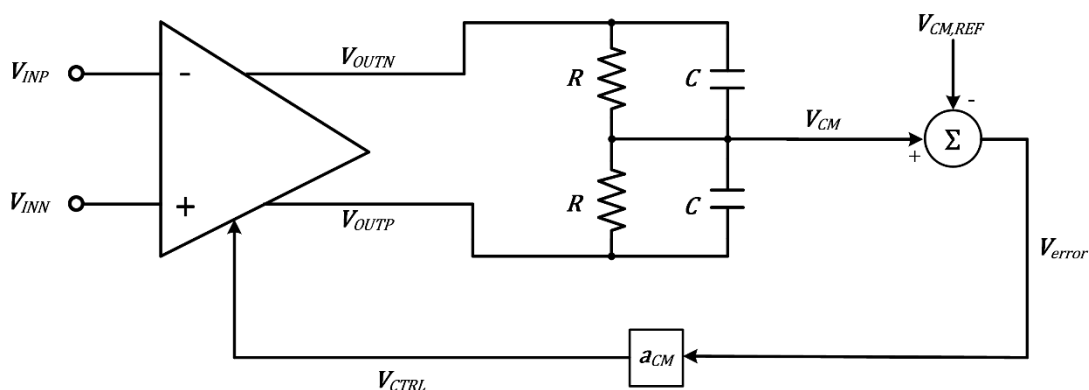 V_CM,REF
V_INP
-
V_OUTN
R
C
-
V_CM
Σ
+
V_INN
+
V_OUTP
R
C
V_error
a_CM
V_CTRL